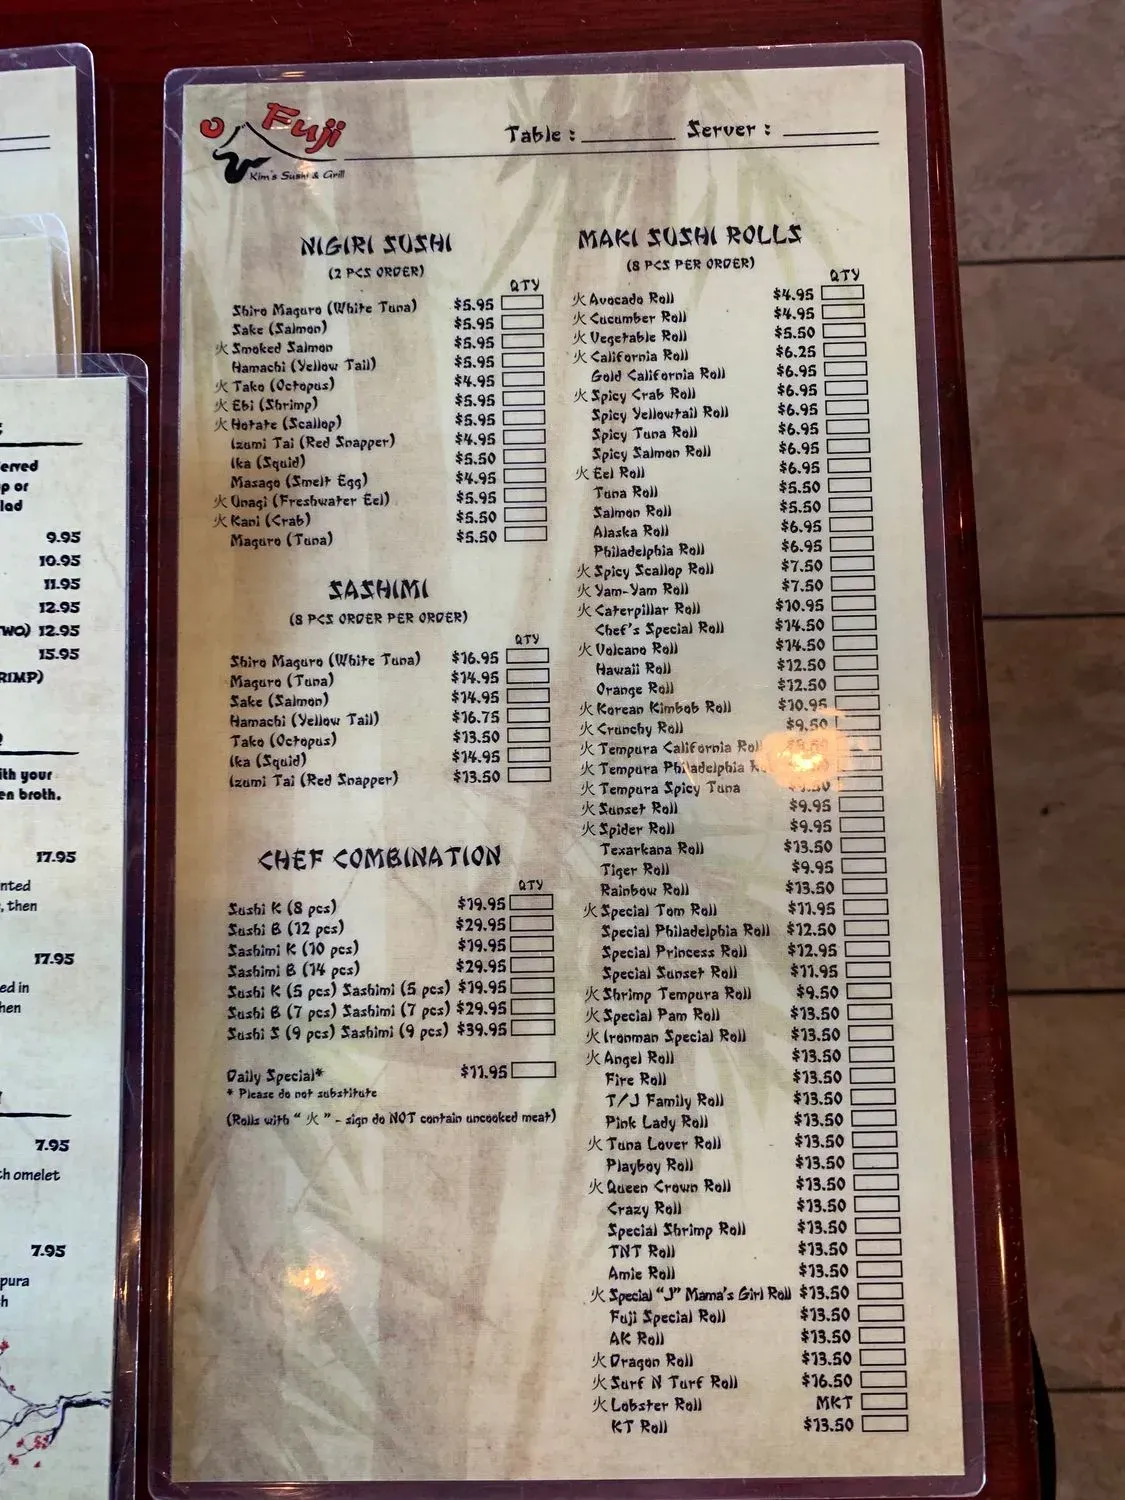 O Fuji
Kim's Sushi & Grill
Table : Server :
NIGIRI SUSHI
(2 PCS ORDER)
QTY
Shiro Maguro (White Tuna) $5.95
Sake (Salmon) $5.95
火 Smoked Salmon $5.95
Hamachi (Yellow Tail) $5.95
火 Tako (Octopus) $4.95
火 Ebi (Shrimp) $5.95
火 Hotate (Scallop) $5.95
Izumi Tai (Red Snapper) $4.95
Ika (Squid) $5.50
Masago (Smelt Egg) $4.95
火 Unagi (Freshwater Eel) $5.95
火 Kani (Crab) $5.50
Maguro (Tuna) $5.50
SASHIMI
(8 PCS ORDER PER ORDER)
QTY
Shiro Maguro (White Tuna) $16.95
Maguro (Tuna) $14.95
Sake (Salmon) $14.95
Hamachi (Yellow Tail) $16.75
Tako (Octopus) $13.50
Ika (Squid) $14.95
Izumi Tai (Red Snapper) $13.50
CHEF COMBINATION
QTY
Sushi K (8 pcs) $19.95
Sushi B (12 pcs) $29.95
Sashimi K (10 pcs) $19.95
Sashimi B (14 pcs) $29.95
Sushi K (5 pcs) Sashimi (5 pcs) $19.95
Sushi B (7 pcs) Sashimi (7 pcs) $29.95
Sushi S (9 pcs) Sashimi (9 pcs) $39.95
Daily Special* $11.95
* Please do not substitute
(Rolls with " 火 " - sign do NOT contain uncooked meat)
MAKI SUSHI ROLLS
(8 PCS PER ORDER)
QTY
火 Avocado Roll $4.95
火 Cucumber Roll $4.95
火 Vegetable Roll $5.50
火 California Roll $6.25
Gold California Roll $6.95
火 Spicy Crab Roll $6.95
Spicy Yellowtail Roll $6.95
Spicy Tuna Roll $6.95
Spicy Salmon Roll $6.95
火 Eel Roll $6.95
Tuna Roll $5.50
Salmon Roll $5.50
Alaska Roll $6.95
Philadelphia Roll $6.95
火 Spicy Scallop Roll $7.50
火 Yam-Yam Roll $7.50
火 Caterpillar Roll $10.95
Chef's Special Roll $14.50
火 Volcano Roll $14.50
Hawaii Roll $12.50
Orange Roll $12.50
火 Korean Kimbob Roll $10.95
火 Crunchy Roll $9.50
火 Tempura California Roll
火 Tempura Philadelphia
火 Tempura Spicy Tuna
火 Sunset Roll $9.95
火 Spider Roll $9.95
Texarkana Roll $13.50
Tiger Roll $9.95
Rainbow Roll $13.50
火 Special Tom Roll $11.95
Special Philadelphia Roll $12.50
Special Princess Roll $12.95
Special Sunset Roll $11.95
火 Shrimp Tempura Roll $9.50
火 Special Pam Roll $13.50
火 Ironman Special Roll $13.50
火 Angel Roll $13.50
Fire Roll $13.50
T/J Family Roll $13.50
Pink Lady Roll $13.50
火 Tuna Lover Roll $13.50
Playboy Roll $13.50
火 Queen Crown Roll $13.50
Crazy Roll $13.50
Special Shrimp Roll $13.50
TNT Roll $13.50
Amie Roll $13.50
火 Special "J" Mama's Girl Roll $13.50
Fuji Special Roll $13.50
AK Roll $13.50
火 Dragon Roll $13.50
火 Surf N Turf Roll $16.50
火 Lobster Roll MKT
KT Roll $13.50
erved
p or
lad
9.95
10.95
11.95
12.95
TWO) 12.95
15.95
RIMP)
ith your
en broth.
17.95
nted
, then
17.95
ed in
hen
7.95
th omelet
7.95
pura
h